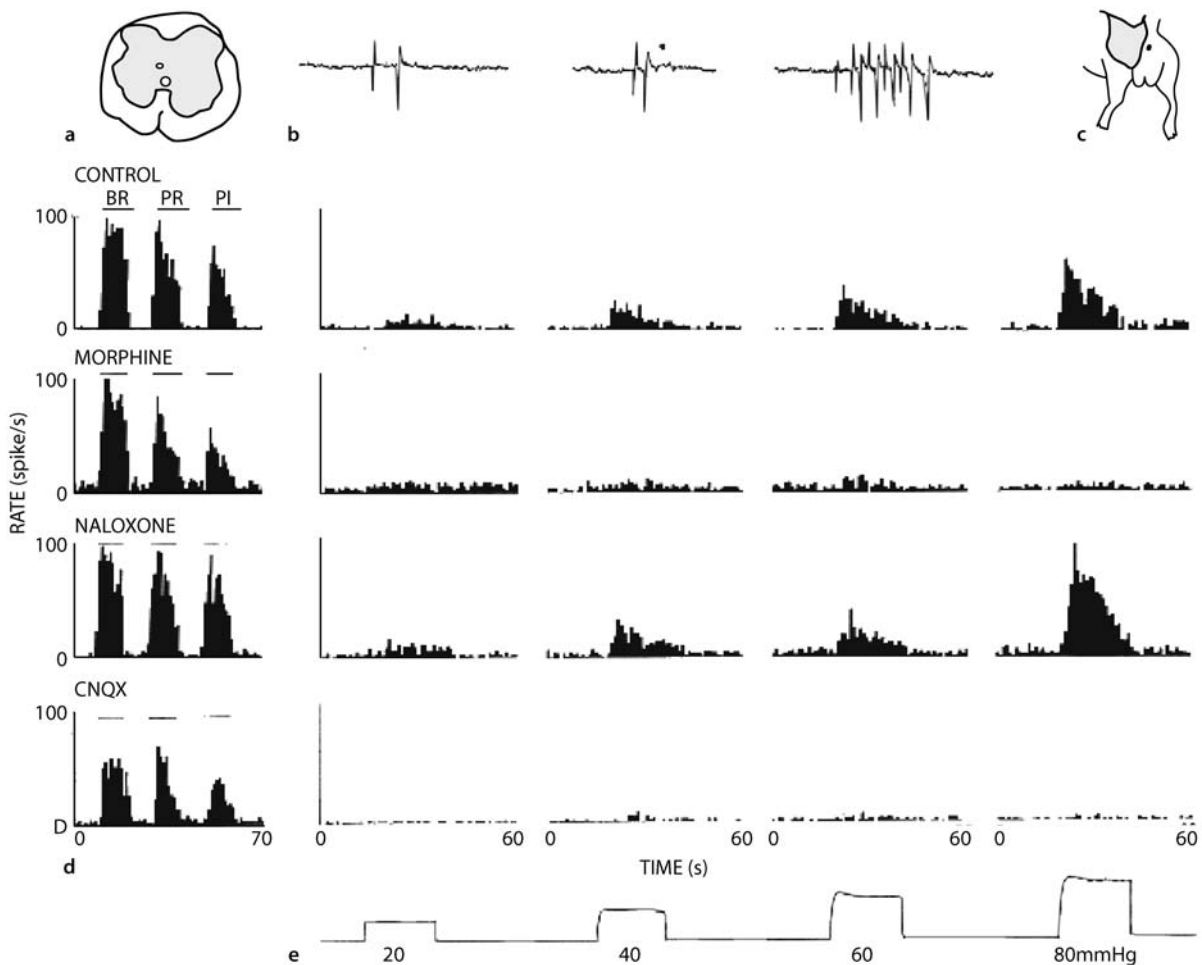 a
b
c
CONTROL
BR PR PI
100
0
MORPHINE
100
0
RATE (spike/s)
NALOXONE
100
0
CNQX
100
D
0 70
0 60
0 60
0 60
0 60
d
TIME (s)
e
20 40 60 80mmHg